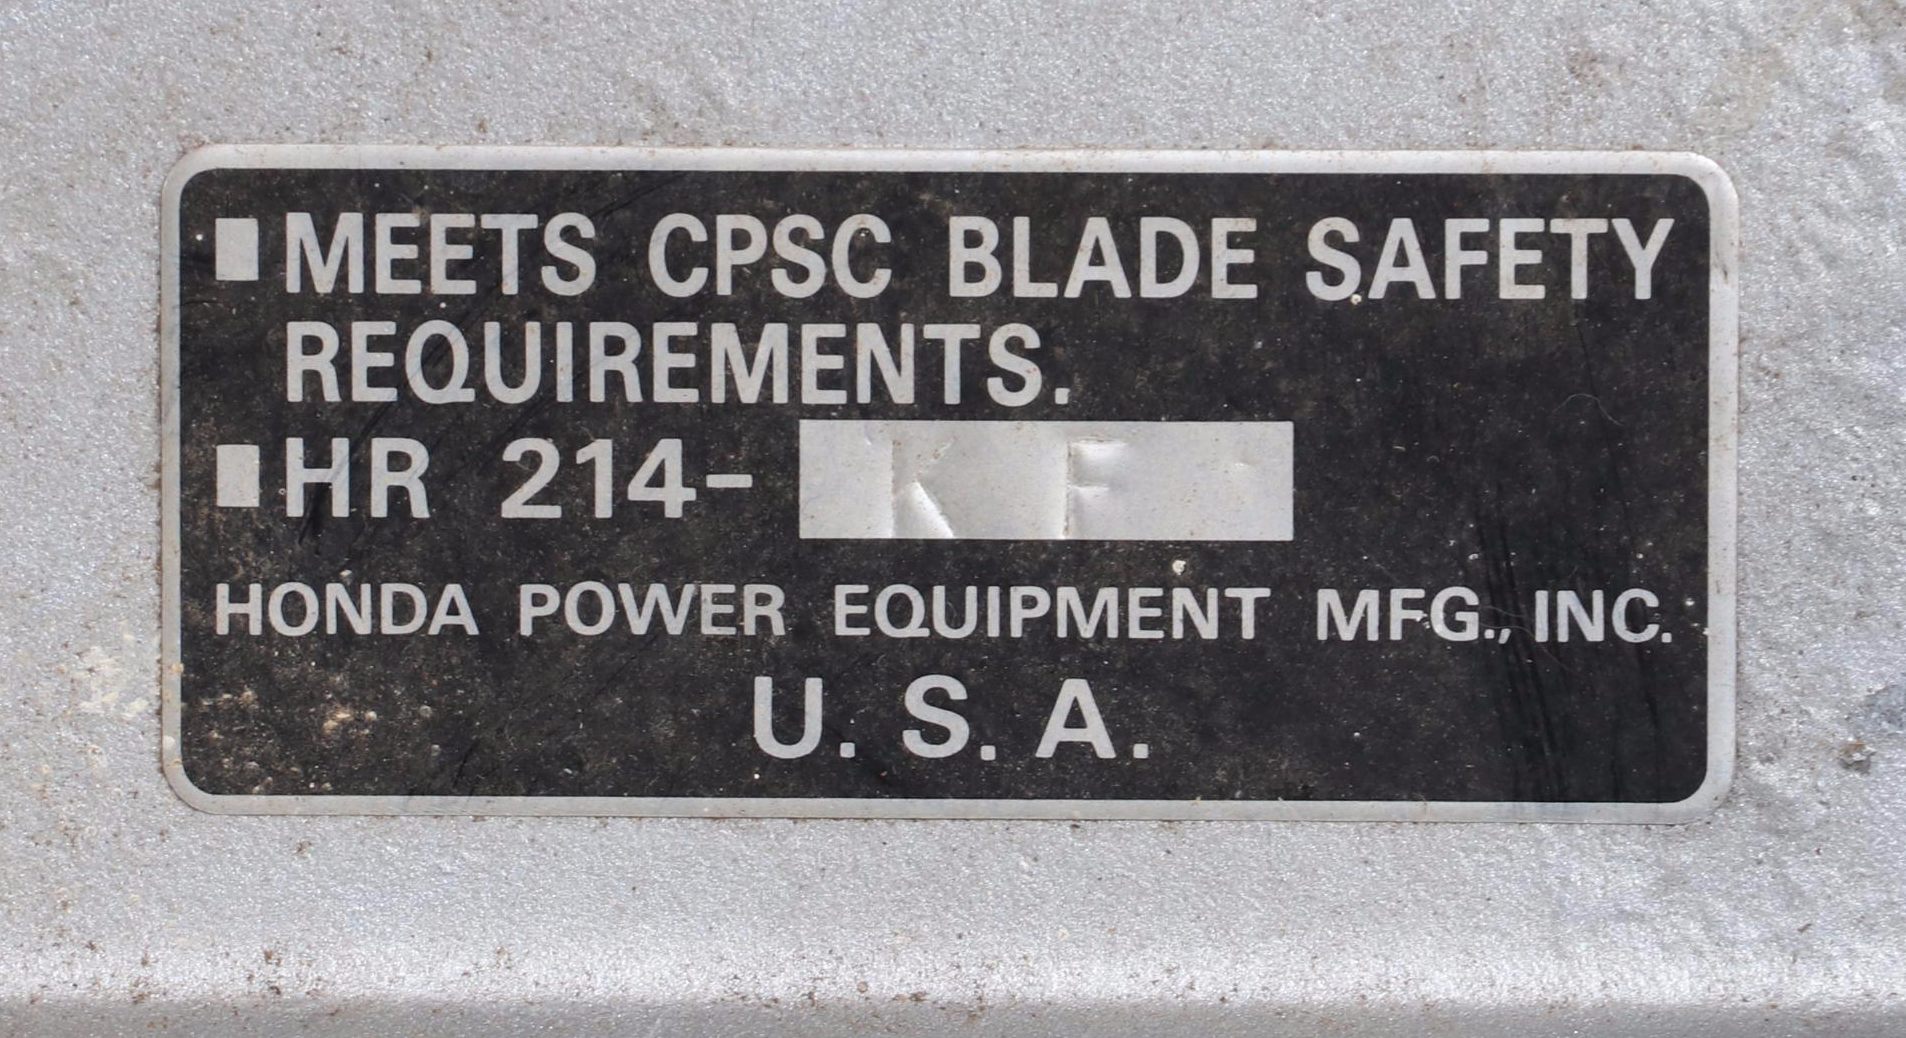 MEETS CPSC BLADE SAFETY
REQUIREMENTS.
HR 214- K F
HONDA POWER EQUIPMENT MFG., INC.
U. S. A.